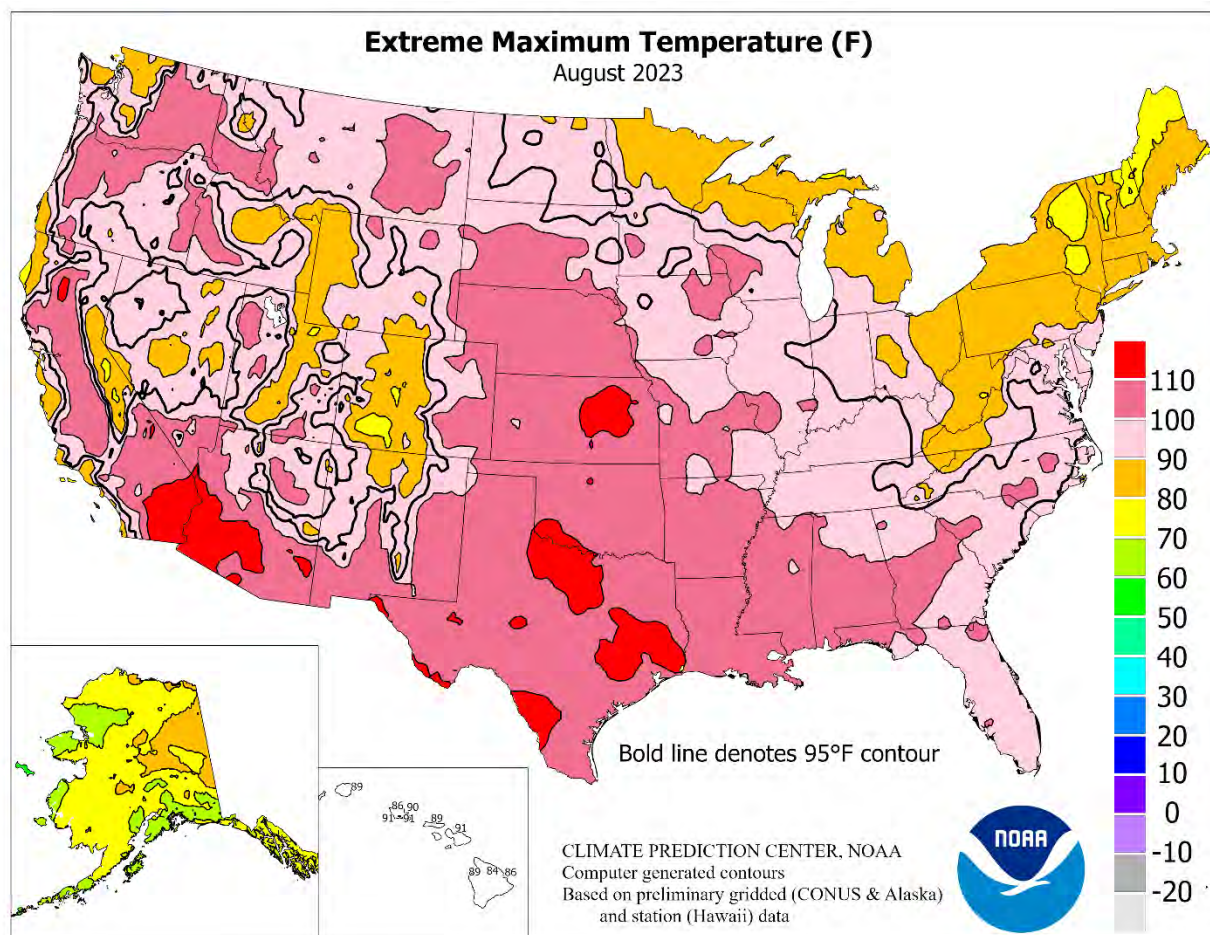 Extreme Maximum Temperature (F)
August 2023
110
100
90
80
70
60
50
40
30
20
10
0
-10
-20
Bold line denotes 95°F contour
89
86 90
91 91
89
91
89 84 86
CLIMATE PREDICTION CENTER, NOAA
Computer generated contours
Based on preliminary gridded (CONUS & Alaska)
and station (Hawaii) data
NOAA